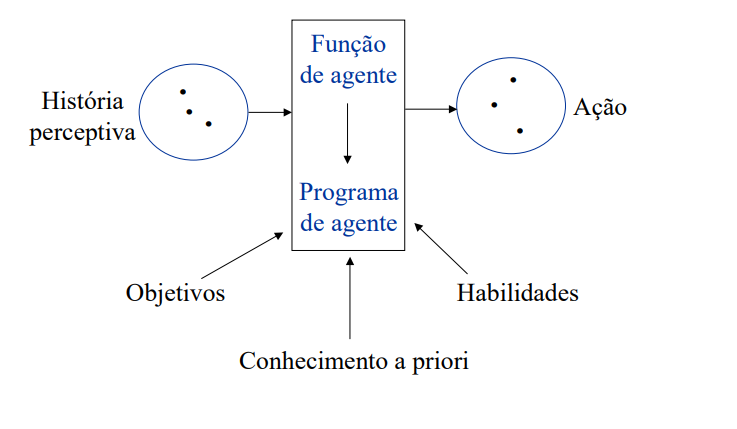 Função
de agente
História
perceptiva
Ação
Programa
de agente
Objetivos
Habilidades
Conhecimento a priori